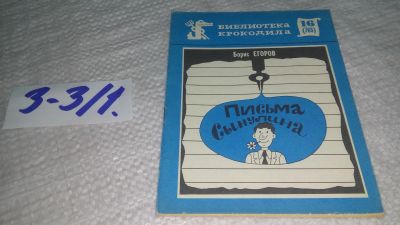 3-3/1.
БИБЛИОТЕКА
КРОКОДИЛА
16
Борис ЕГОРОВ
Письма
Сынулина